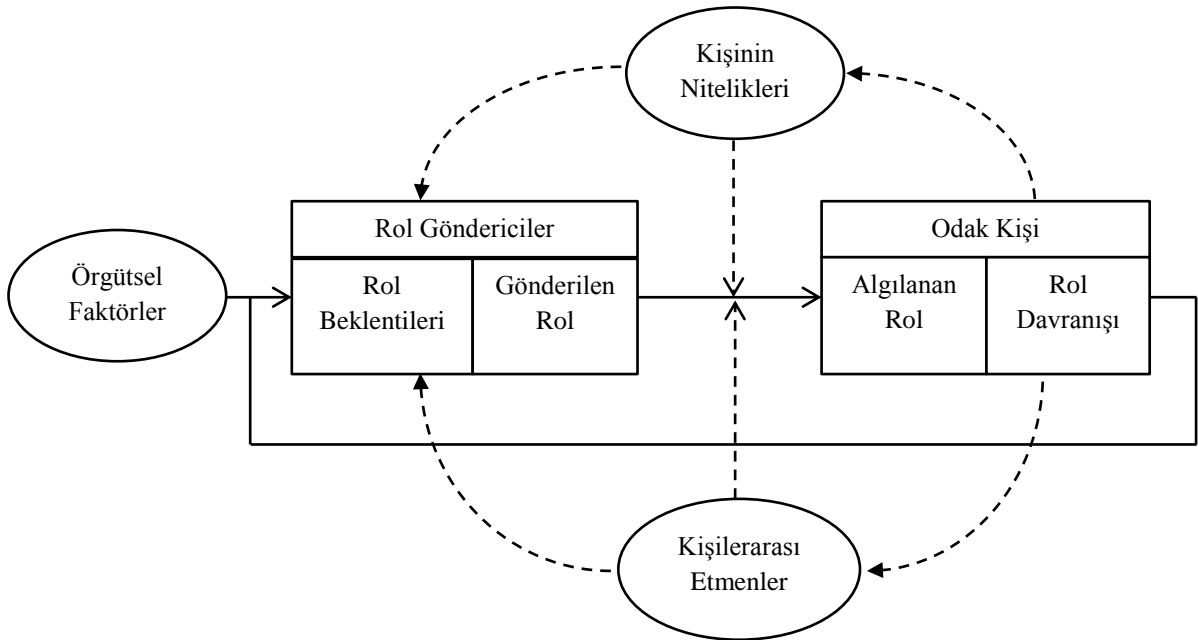 Kişinin
Nitelikleri
Rol Göndericiler
Odak Kişi
Örgütsel
Faktörler
Rol
Beklentileri
Gönderilen
Rol
Algılanan
Rol
Rol
Davranışı
Kişilerarası
Etmenler